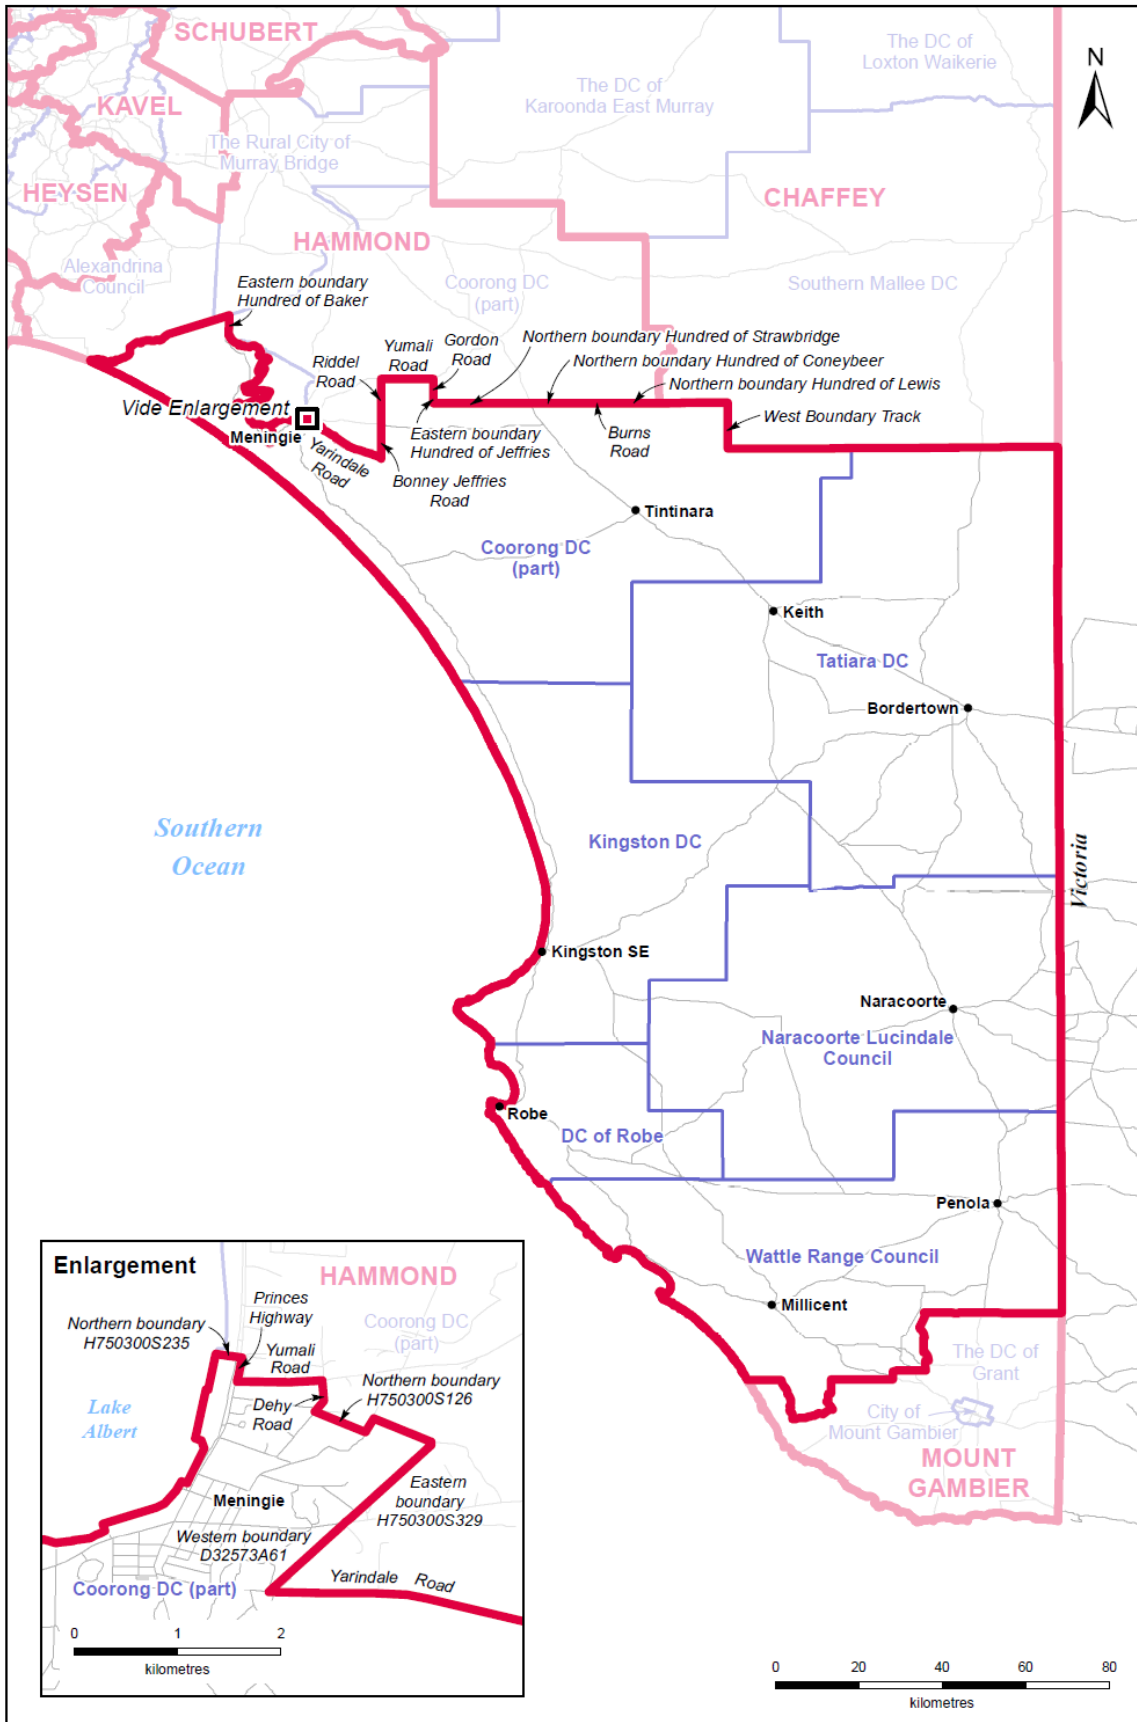 SCHUBERT
The DC of
Loxton Waikerie
N
The DC of
Karoonda East Murray
KAVEL
The Rural City of
Murray Bridge
HEYSEN
CHAFFEY
HAMMOND
Alexandrina
Council
Eastern boundary
Hundred of Baker
Coorong DC
(part)
Southern Mallee DC
Riddel
Road
Yumali
Road
Gordon
Road
Northern boundary Hundred of Strawbridge
Northern boundary Hundred of Coneybeer
Northern boundary Hundred of Lewis
Vide Enlargement
Meningie
Yarindale
Road
Eastern boundary
Hundred of Jeffries
Burns
Road
West Boundary Track
Bonney Jeffries
Road
Tintinara
Coorong DC
(part)
Keith
Tatiara DC
Bordertown
Southern
Ocean
Kingston DC
Victoria
Kingston SE
Naracoorte
Naracoorte Lucindale
Council
Robe
DC of Robe
Penola
Wattle Range Council
Millicent
The DC of
Grant
City of
Mount Gambier
MOUNT
GAMBIER
Enlargement
HAMMOND
Princes
Highway
Northern boundary
H750300S235
Coorong DC
(part)
Yumali
Road
Northern boundary
H750300S126
Dehy
Road
Lake
Albert
Eastern
boundary
H750300S329
Meningie
Western boundary
D32573A61
Coorong DC (part)
Yarindale Road
0 1 2
kilometres
0 20 40 60 80
kilometres